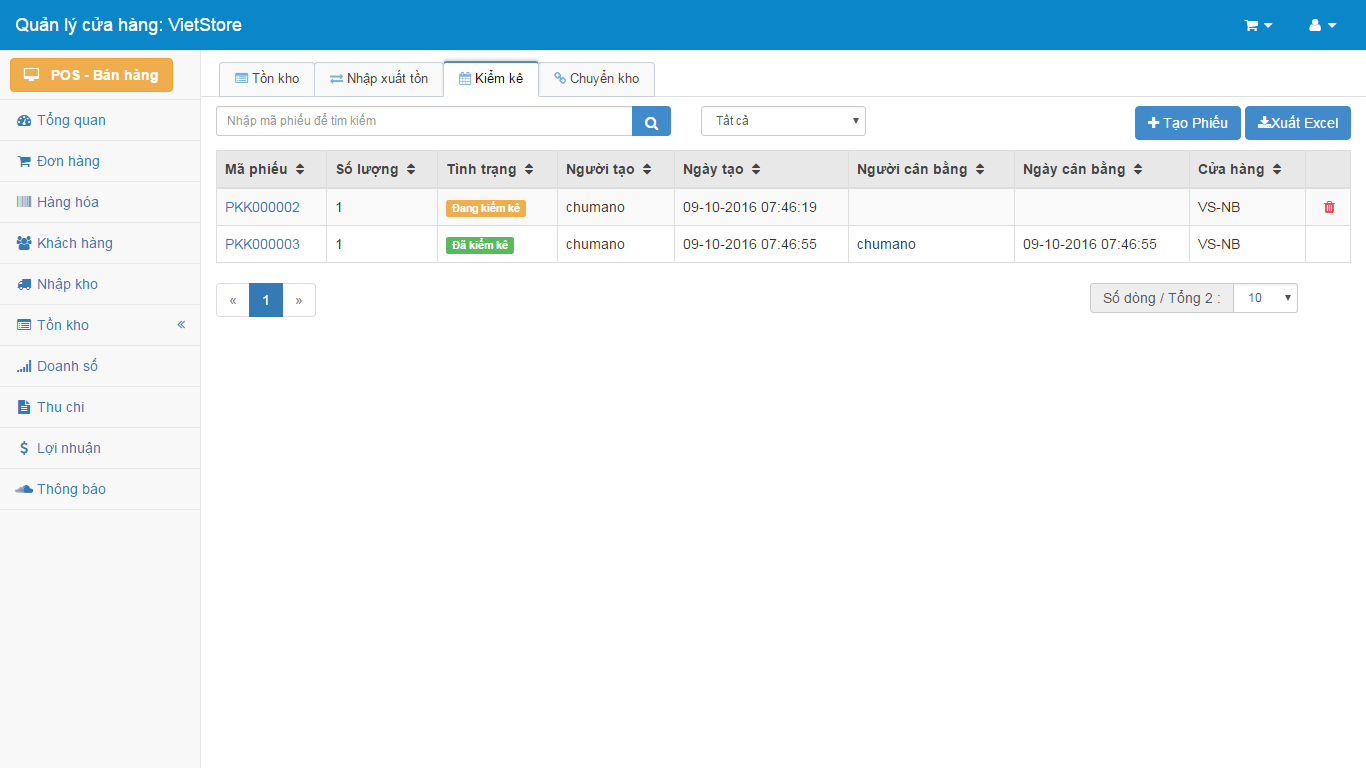 Quản lý cửa hàng: VietStore
POS - Bán hàng
Tổng quan
Đơn hàng
Hàng hóa
Khách hàng
Nhập kho
Tồn kho
Doanh số
Thu chi
Lợi nhuận
Thông báo
Tồn kho Nhập xuất tồn Kiểm kê Chuyển kho
Nhập mã phiếu để tìm kiếm Tất cả Tạo Phiếu Xuất Excel
Mã phiếu Số lượng Tình trạng Người tạo Ngày tạo Người cân bằng Ngày cân bằng Cửa hàng
PKK000002 1 Đang kiểm kê chumano 09-10-2016 07:46:19 VS-NB
PKK000003 1 Đã kiểm kê chumano 09-10-2016 07:46:55 chumano 09-10-2016 07:46:55 VS-NB
« 1 » Số dòng / Tổng 2 : 10